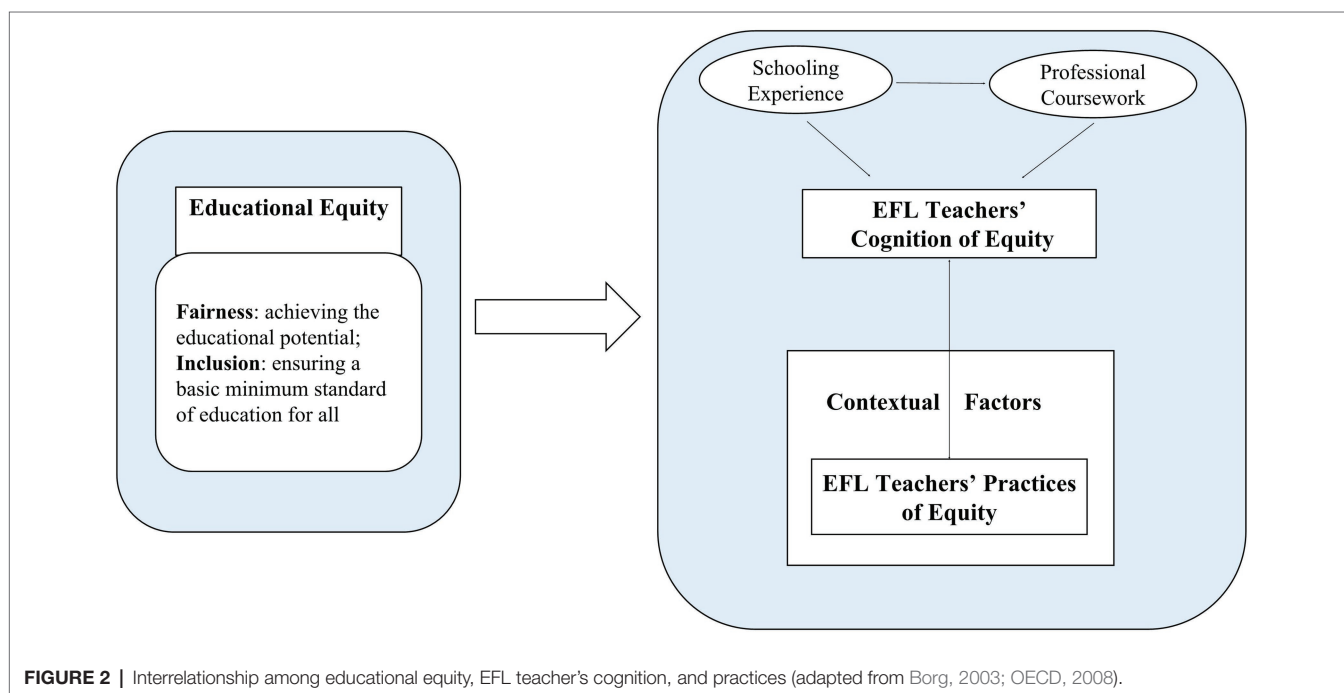 Educational Equity
Fairness: achieving the
educational potential;
Inclusion: ensuring a
basic minimum standard
of education for all
Schooling
Experience
Professional
Coursework
EFL Teachers’
Cognition of Equity
Contextual Factors
EFL Teachers’ Practices
of Equity
FIGURE 2 | Interrelationship among educational equity, EFL teacher’s cognition, and practices (adapted from Borg, 2003; OECD, 2008).